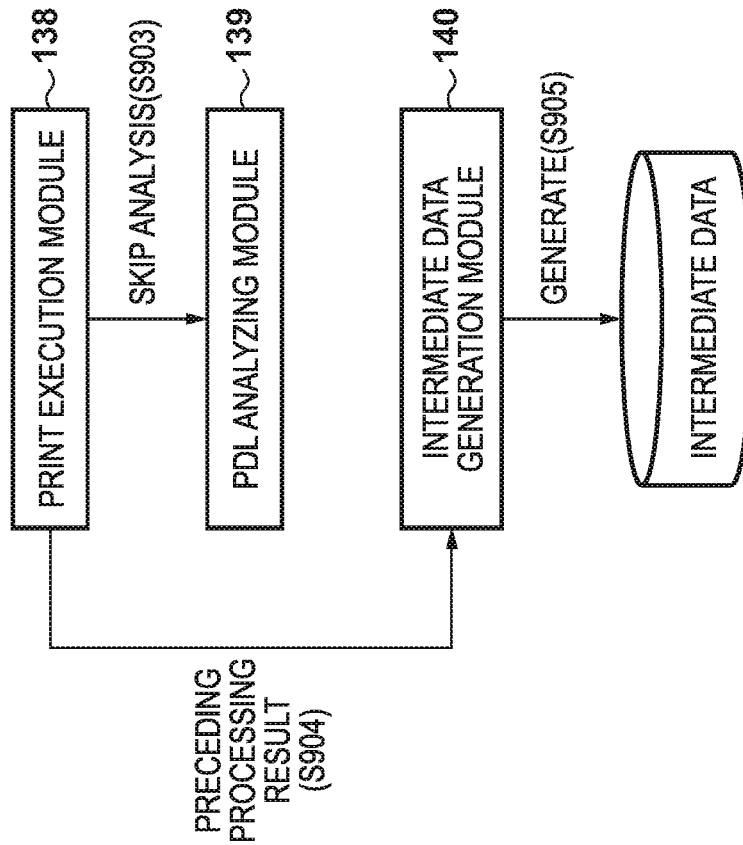 138
PRINT EXECUTION MODULE
SKIP ANALYSIS(S903)
139
PDL ANALYZING MODULE
PRECEDING
PROCESSING
RESULT
(S904)
140
INTERMEDIATE DATA
GENERATION MODULE
GENERATE(S905)
INTERMEDIATE DATA